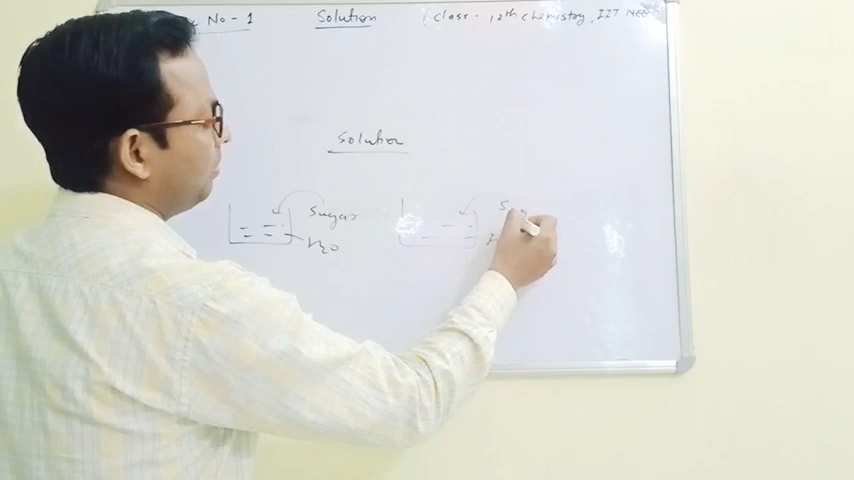 No - 1 Solution ( Class - 12th Chemistry, IIT NEET
Solution
Sugar
H2O